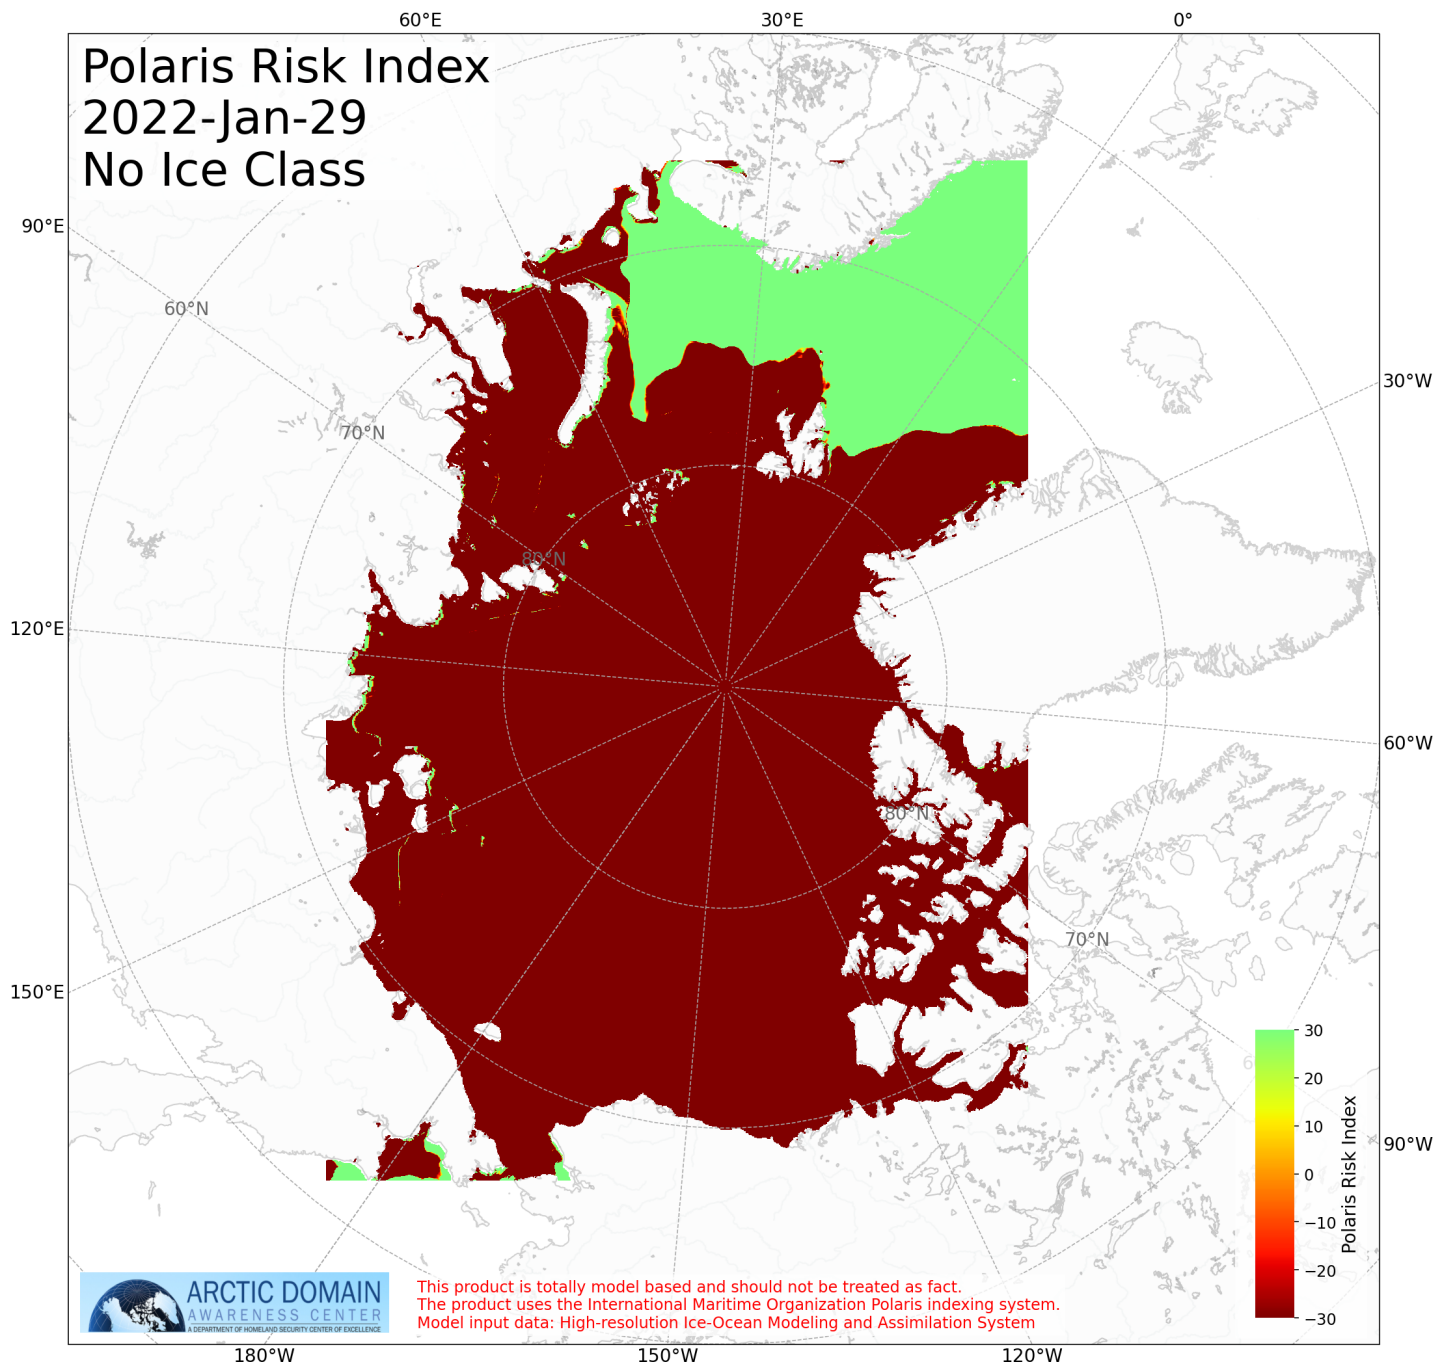 60°E
30°E
0°
Polaris Risk Index
2022-Jan-29
No Ice Class
90°E
60°N
30°W
70°N
80°N
120°E
60°W
80°N
70°N
150°E
30
20
10
0
−10
−20
−30
Polaris Risk Index
90°W
ARCTIC DOMAIN
AWARENESS CENTER
A DEPARTMENT OF HOMELAND SECURITY CENTER OF EXCELLENCE
This product is totally model based and should not be treated as fact.
The product uses the International Maritime Organization Polaris indexing system.
Model input data: High-resolution Ice-Ocean Modeling and Assimilation System
180°W
150°W
120°W